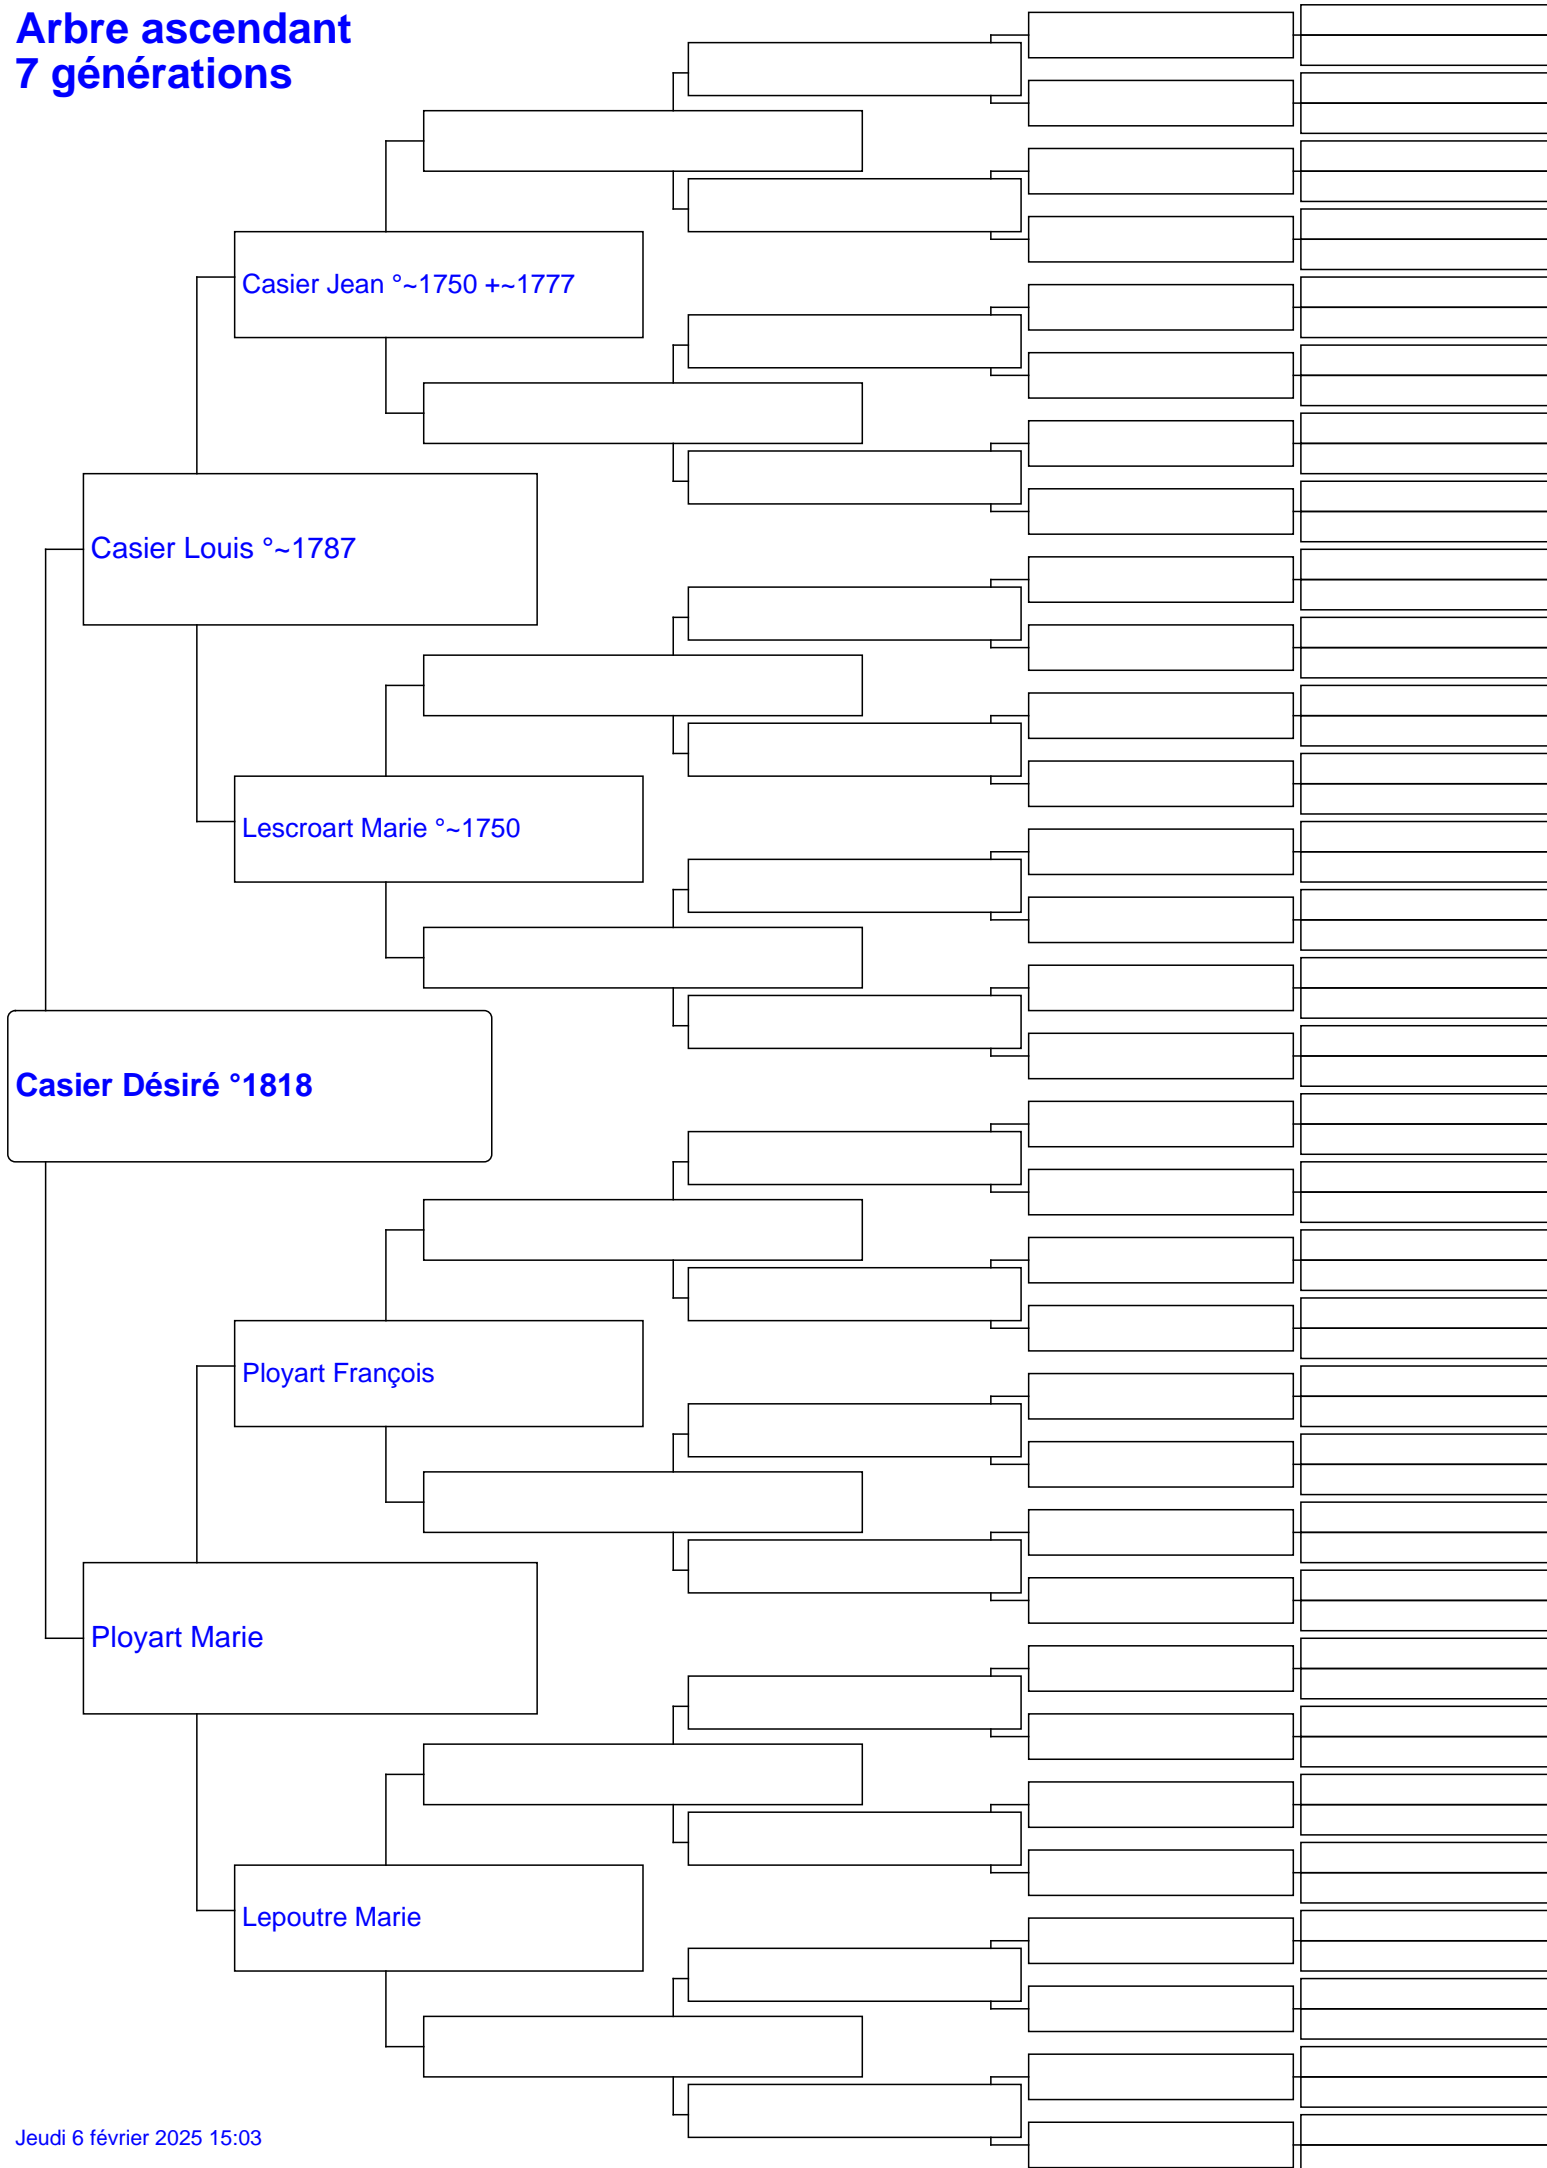 Arbre ascendant
7 générations
Casier Jean °~1750 +~1777
Casier Louis °~1787
Lescroart Marie °~1750
Casier Désiré °1818
Ployart François
Ployart Marie
Lepoutre Marie
Jeudi 6 février 2025 15:03